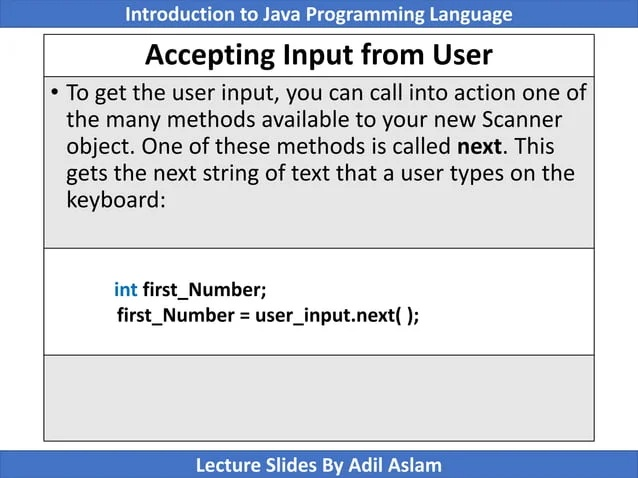 Introduction to Java Programming Language
Accepting Input from User
• To get the user input, you can call into action one of
the many methods available to your new Scanner
object. One of these methods is called next. This
gets the next string of text that a user types on the
keyboard:
int first_Number;
first_Number = user_input.next( );
Lecture Slides By Adil Aslam